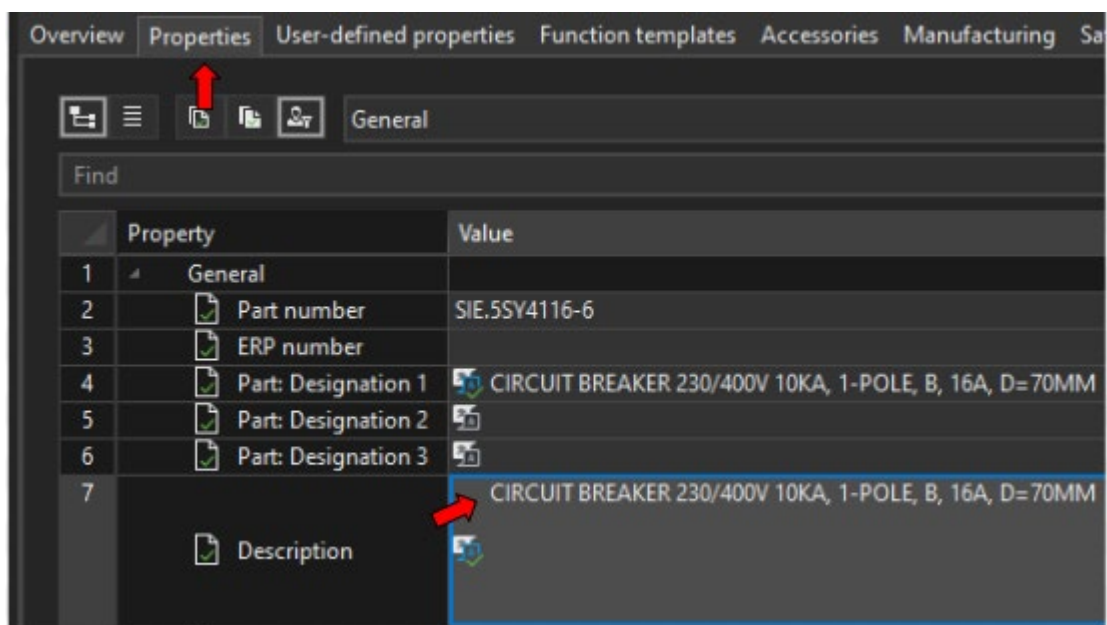 Overview Properties User-defined properties Function templates Accessories Manufacturing Sa
General
Find
Property Value
1 General
2 Part number SIE.5SY4116-6
3 ERP number
4 Part: Designation 1 CIRCUIT BREAKER 230/400V 10KA, 1-POLE, B, 16A, D=70MM
5 Part: Designation 2
6 Part: Designation 3
7 CIRCUIT BREAKER 230/400V 10KA, 1-POLE, B, 16A, D=70MM
Description